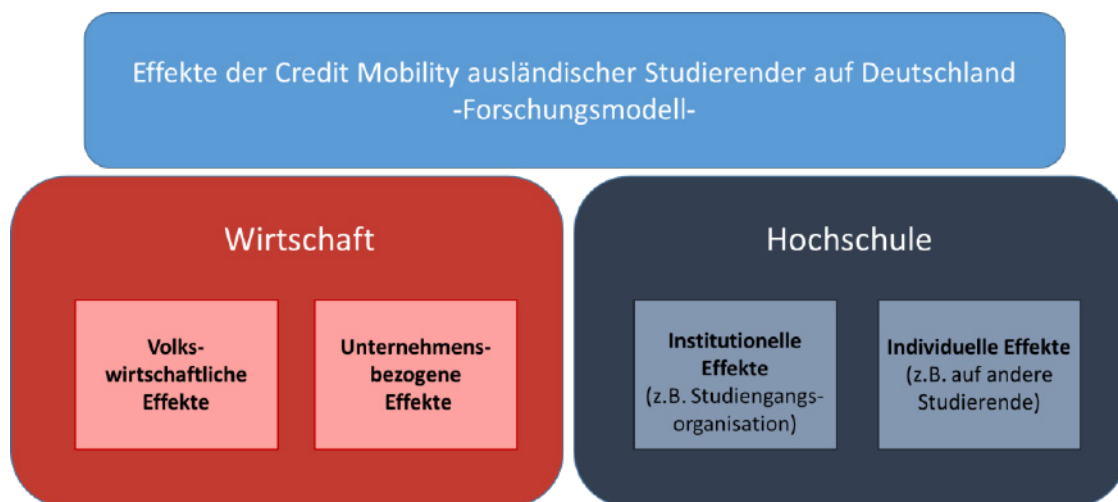 Effekte der Credit Mobility ausländischer Studierender auf Deutschland
-Forschungsmodell-
Wirtschaft
Volks-
wirtschaftliche
Effekte
Unternehmens-
bezogene
Effekte
Hochschule
Institutionelle
Effekte
(z.B. Studiengangs-
organisation)
Individuelle Effekte
(z.B. auf andere
Studierende)